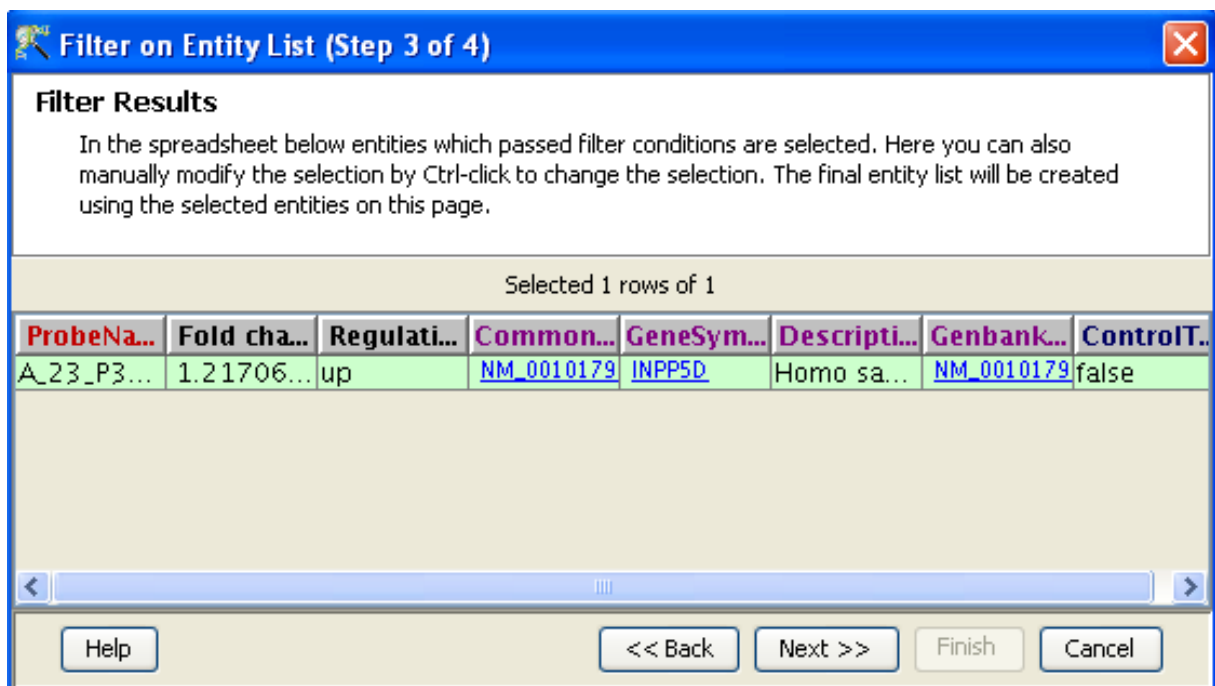 Filter on Entity List (Step 3 of 4)
Filter Results
In the spreadsheet below entities which passed filter conditions are selected. Here you can also
manually modify the selection by Ctrl-click to change the selection. The final entity list will be created
using the selected entities on this page.
Selected 1 rows of 1
ProbeNa... Fold cha... Regulati... Common... GeneSym... Descripti... Genbank... ControlT..
A_23_P3... 1.21706... up NM_0010179 INPP5D Homo sa... NM_0010179 false
Help << Back Next >> Finish Cancel